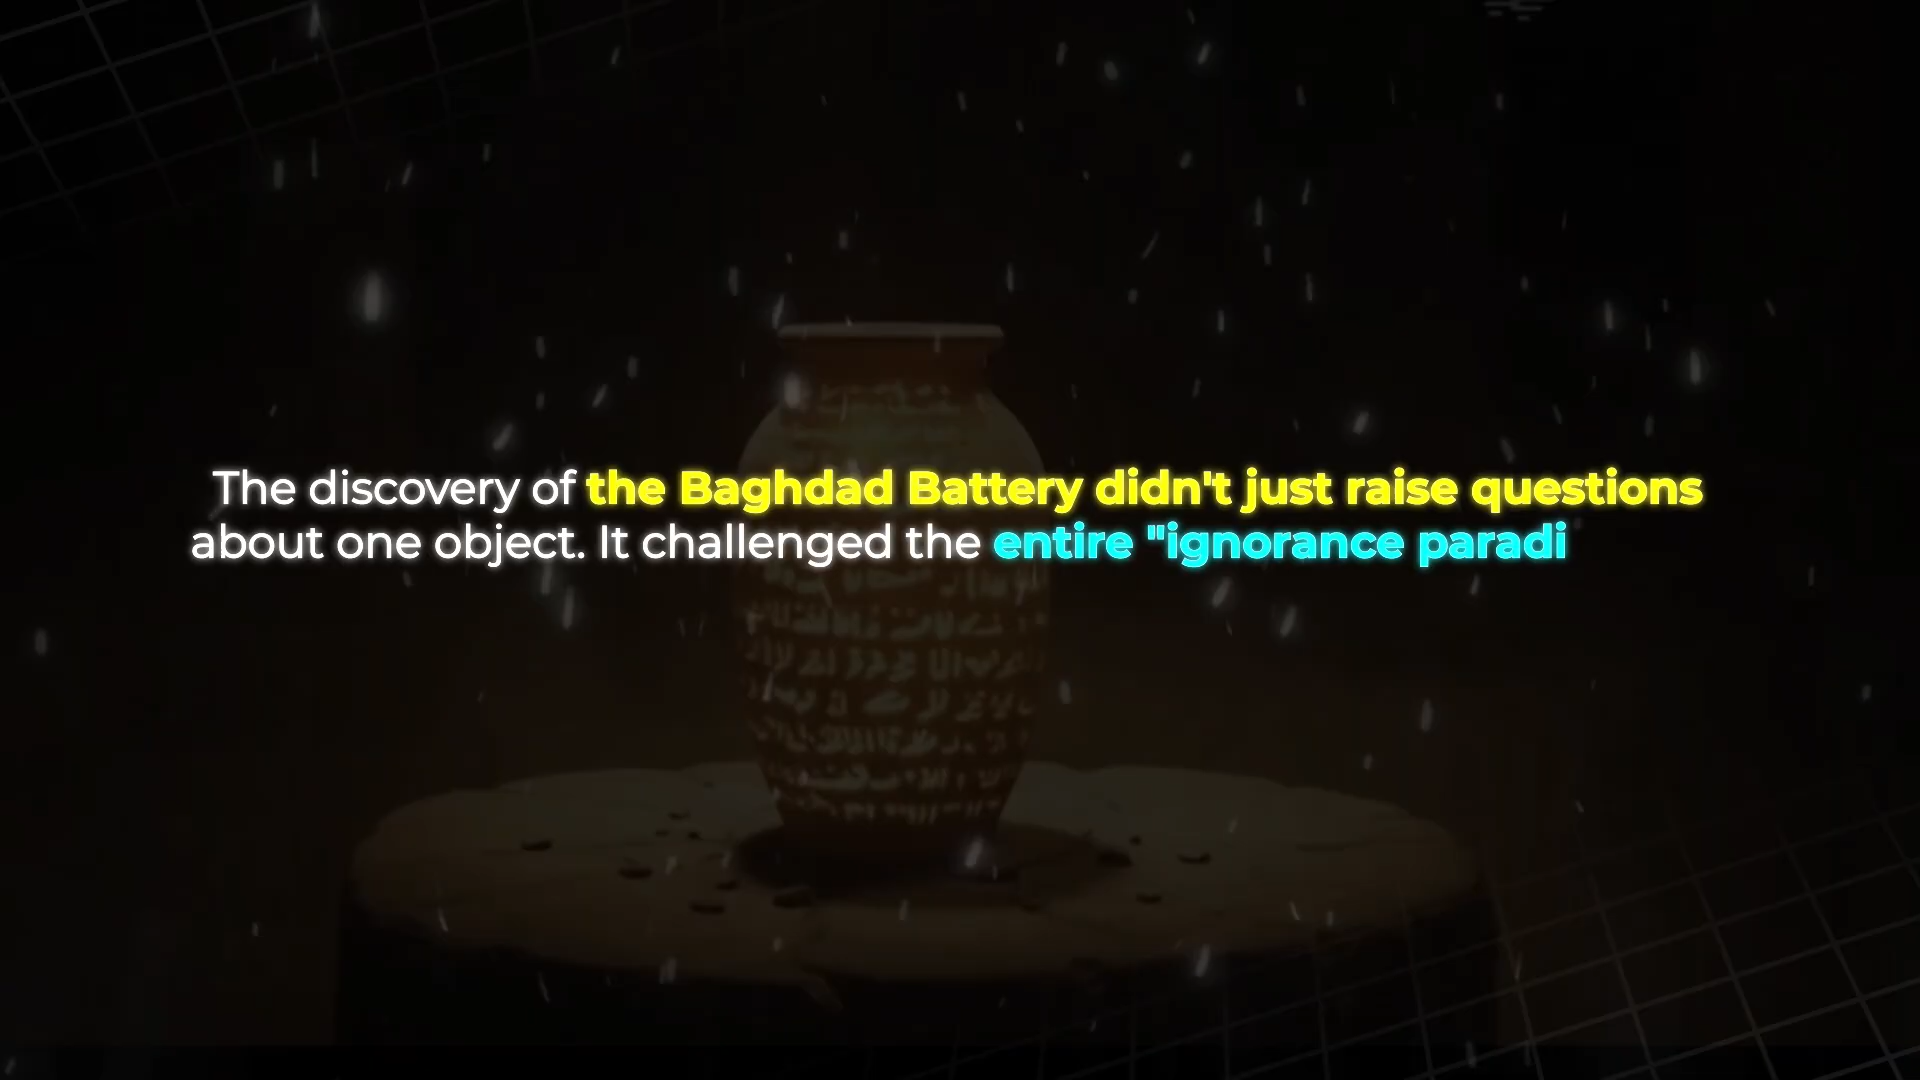 The discovery of the Baghdad Battery didn't just raise questions
about one object. It challenged the entire "ignorance paradi